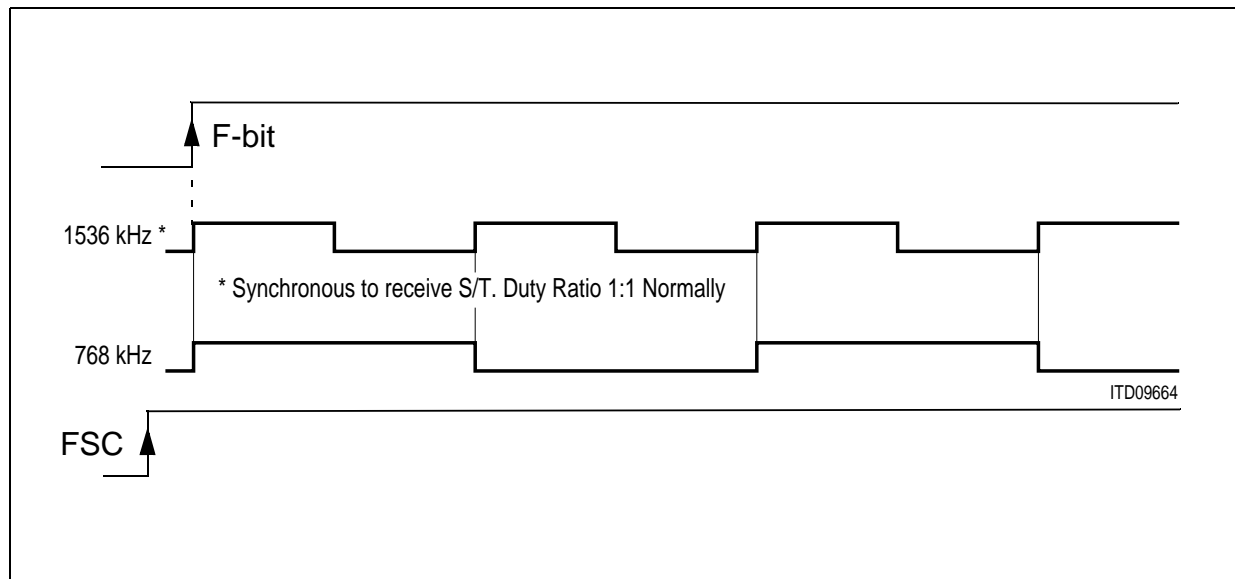 F-bit
1536 kHz *
* Synchronous to receive S/T. Duty Ratio 1:1 Normally
768 kHz
ITD09664
FSC